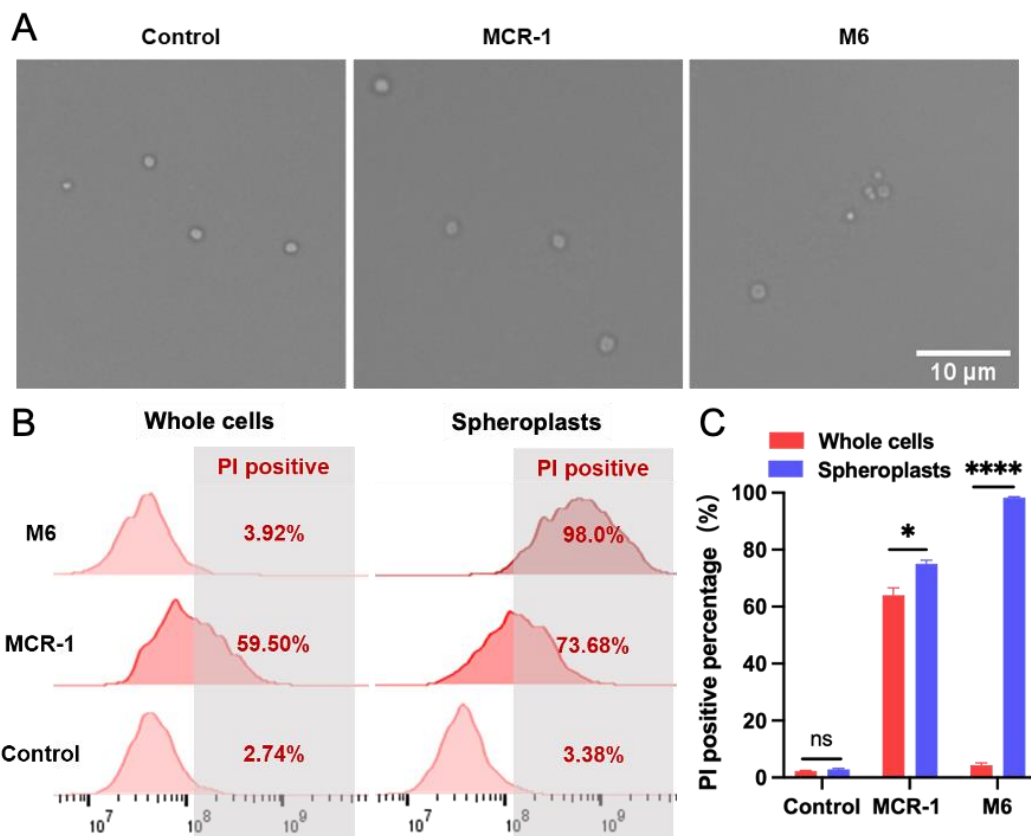 A
Control
MCR-1
M6
10 µm
B
Whole cells
Spheroplasts
PI positive
PI positive
M6
3.92%
98.0%
MCR-1
59.50%
73.68%
Control
2.74%
3.38%
10⁷
10⁸
10⁹
10⁷
10⁸
10⁹
C
Whole cells
Spheroplasts
PI positive percentage (%)
100
80
60
40
20
0
ns
*
****
Control
MCR-1
M6